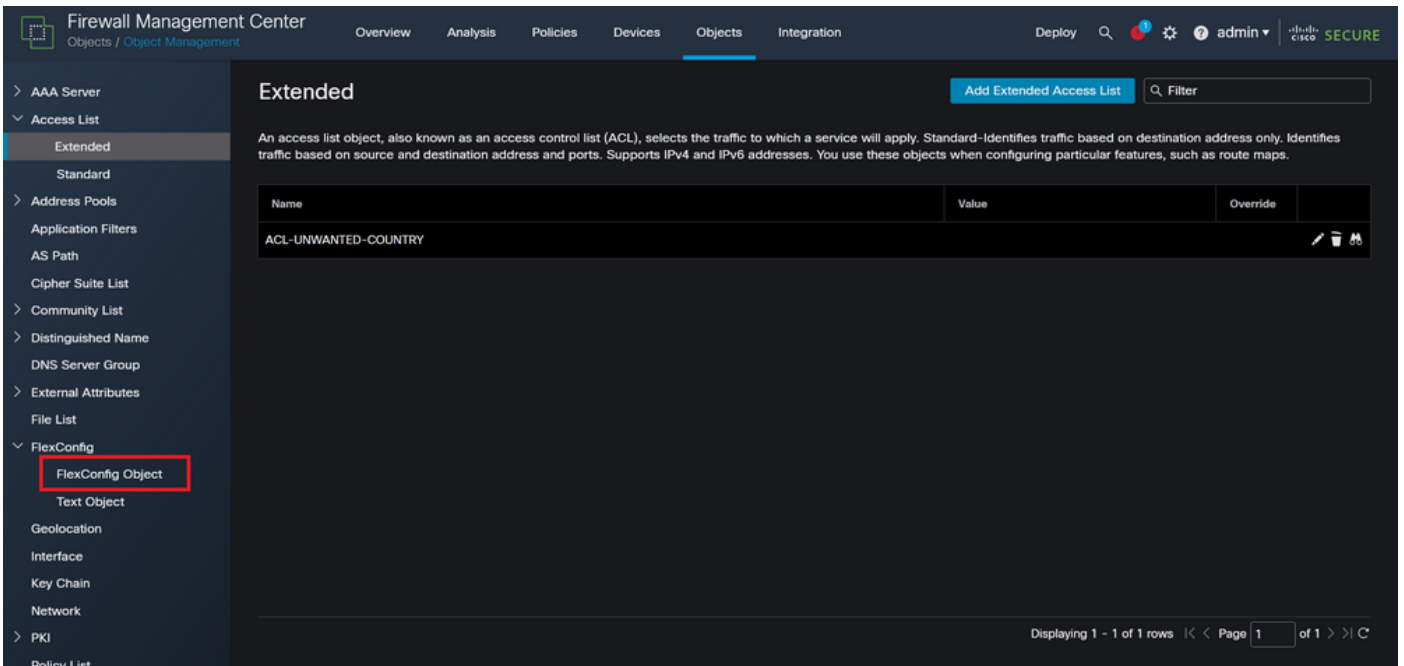 Firewall Management Center
Objects / Object Management
Overview Analysis Policies Devices Objects Integration
Deploy 1 admin cisco SECURE
AAA Server
Access List
Extended
Standard
Address Pools
Application Filters
AS Path
Cipher Suite List
Community List
Distinguished Name
DNS Server Group
External Attributes
File List
FlexConfig
FlexConfig Object
Text Object
Geolocation
Interface
Key Chain
Network
PKI
Policy List
Extended
Add Extended Access List Filter
An access list object, also known as an access control list (ACL), selects the traffic to which a service will apply. Standard-Identifies traffic based on destination address only. Identifies
traffic based on source and destination address and ports. Supports IPv4 and IPv6 addresses. You use these objects when configuring particular features, such as route maps.
Name Value Override
ACL-UNWANTED-COUNTRY
Displaying 1 - 1 of 1 rows |< < Page 1 of 1 > >| C